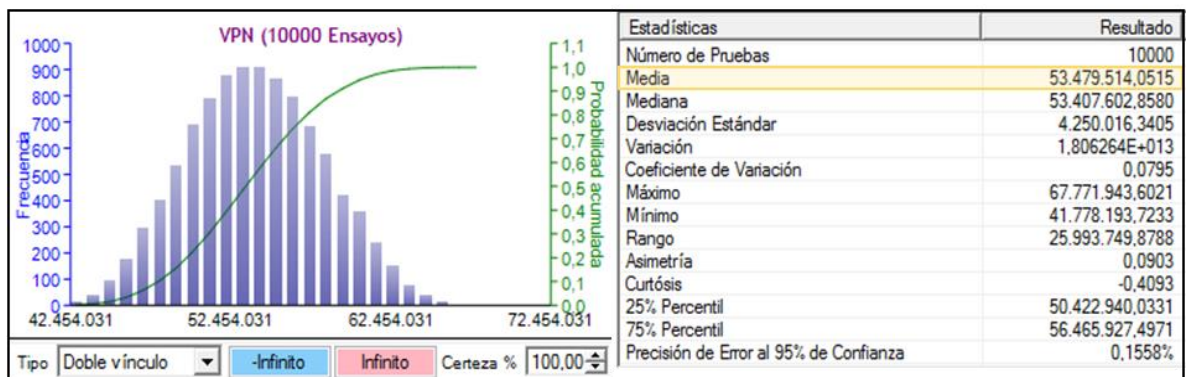 VPN (10000 Ensayos)
Frecuencia
1000
900
800
700
600
500
400
300
200
100
0
1,1
1,0
0,9
0,8
0,7
0,6
0,5
0,4
0,3
0,2
0,1
0,0
Probabilidad acumulada
42.454.031 52.454.031 62.454.031 72.454.031
Tipo Doble vínculo -Infinito Infinito Certeza % 100,00
Estadísticas Resultado
Número de Pruebas 10000
Media 53.479.514,0515
Mediana 53.407.602,8580
Desviación Estándar 4.250.016,3405
Variación 1,806264E+013
Coeficiente de Variación 0,0795
Máximo 67.771.943,6021
Mínimo 41.778.193,7233
Rango 25.993.749,8788
Asimetría 0,0903
Curtósis -0,4093
25% Percentil 50.422.940,0331
75% Percentil 56.465.927,4971
Precisión de Error al 95% de Confianza 0,1558%